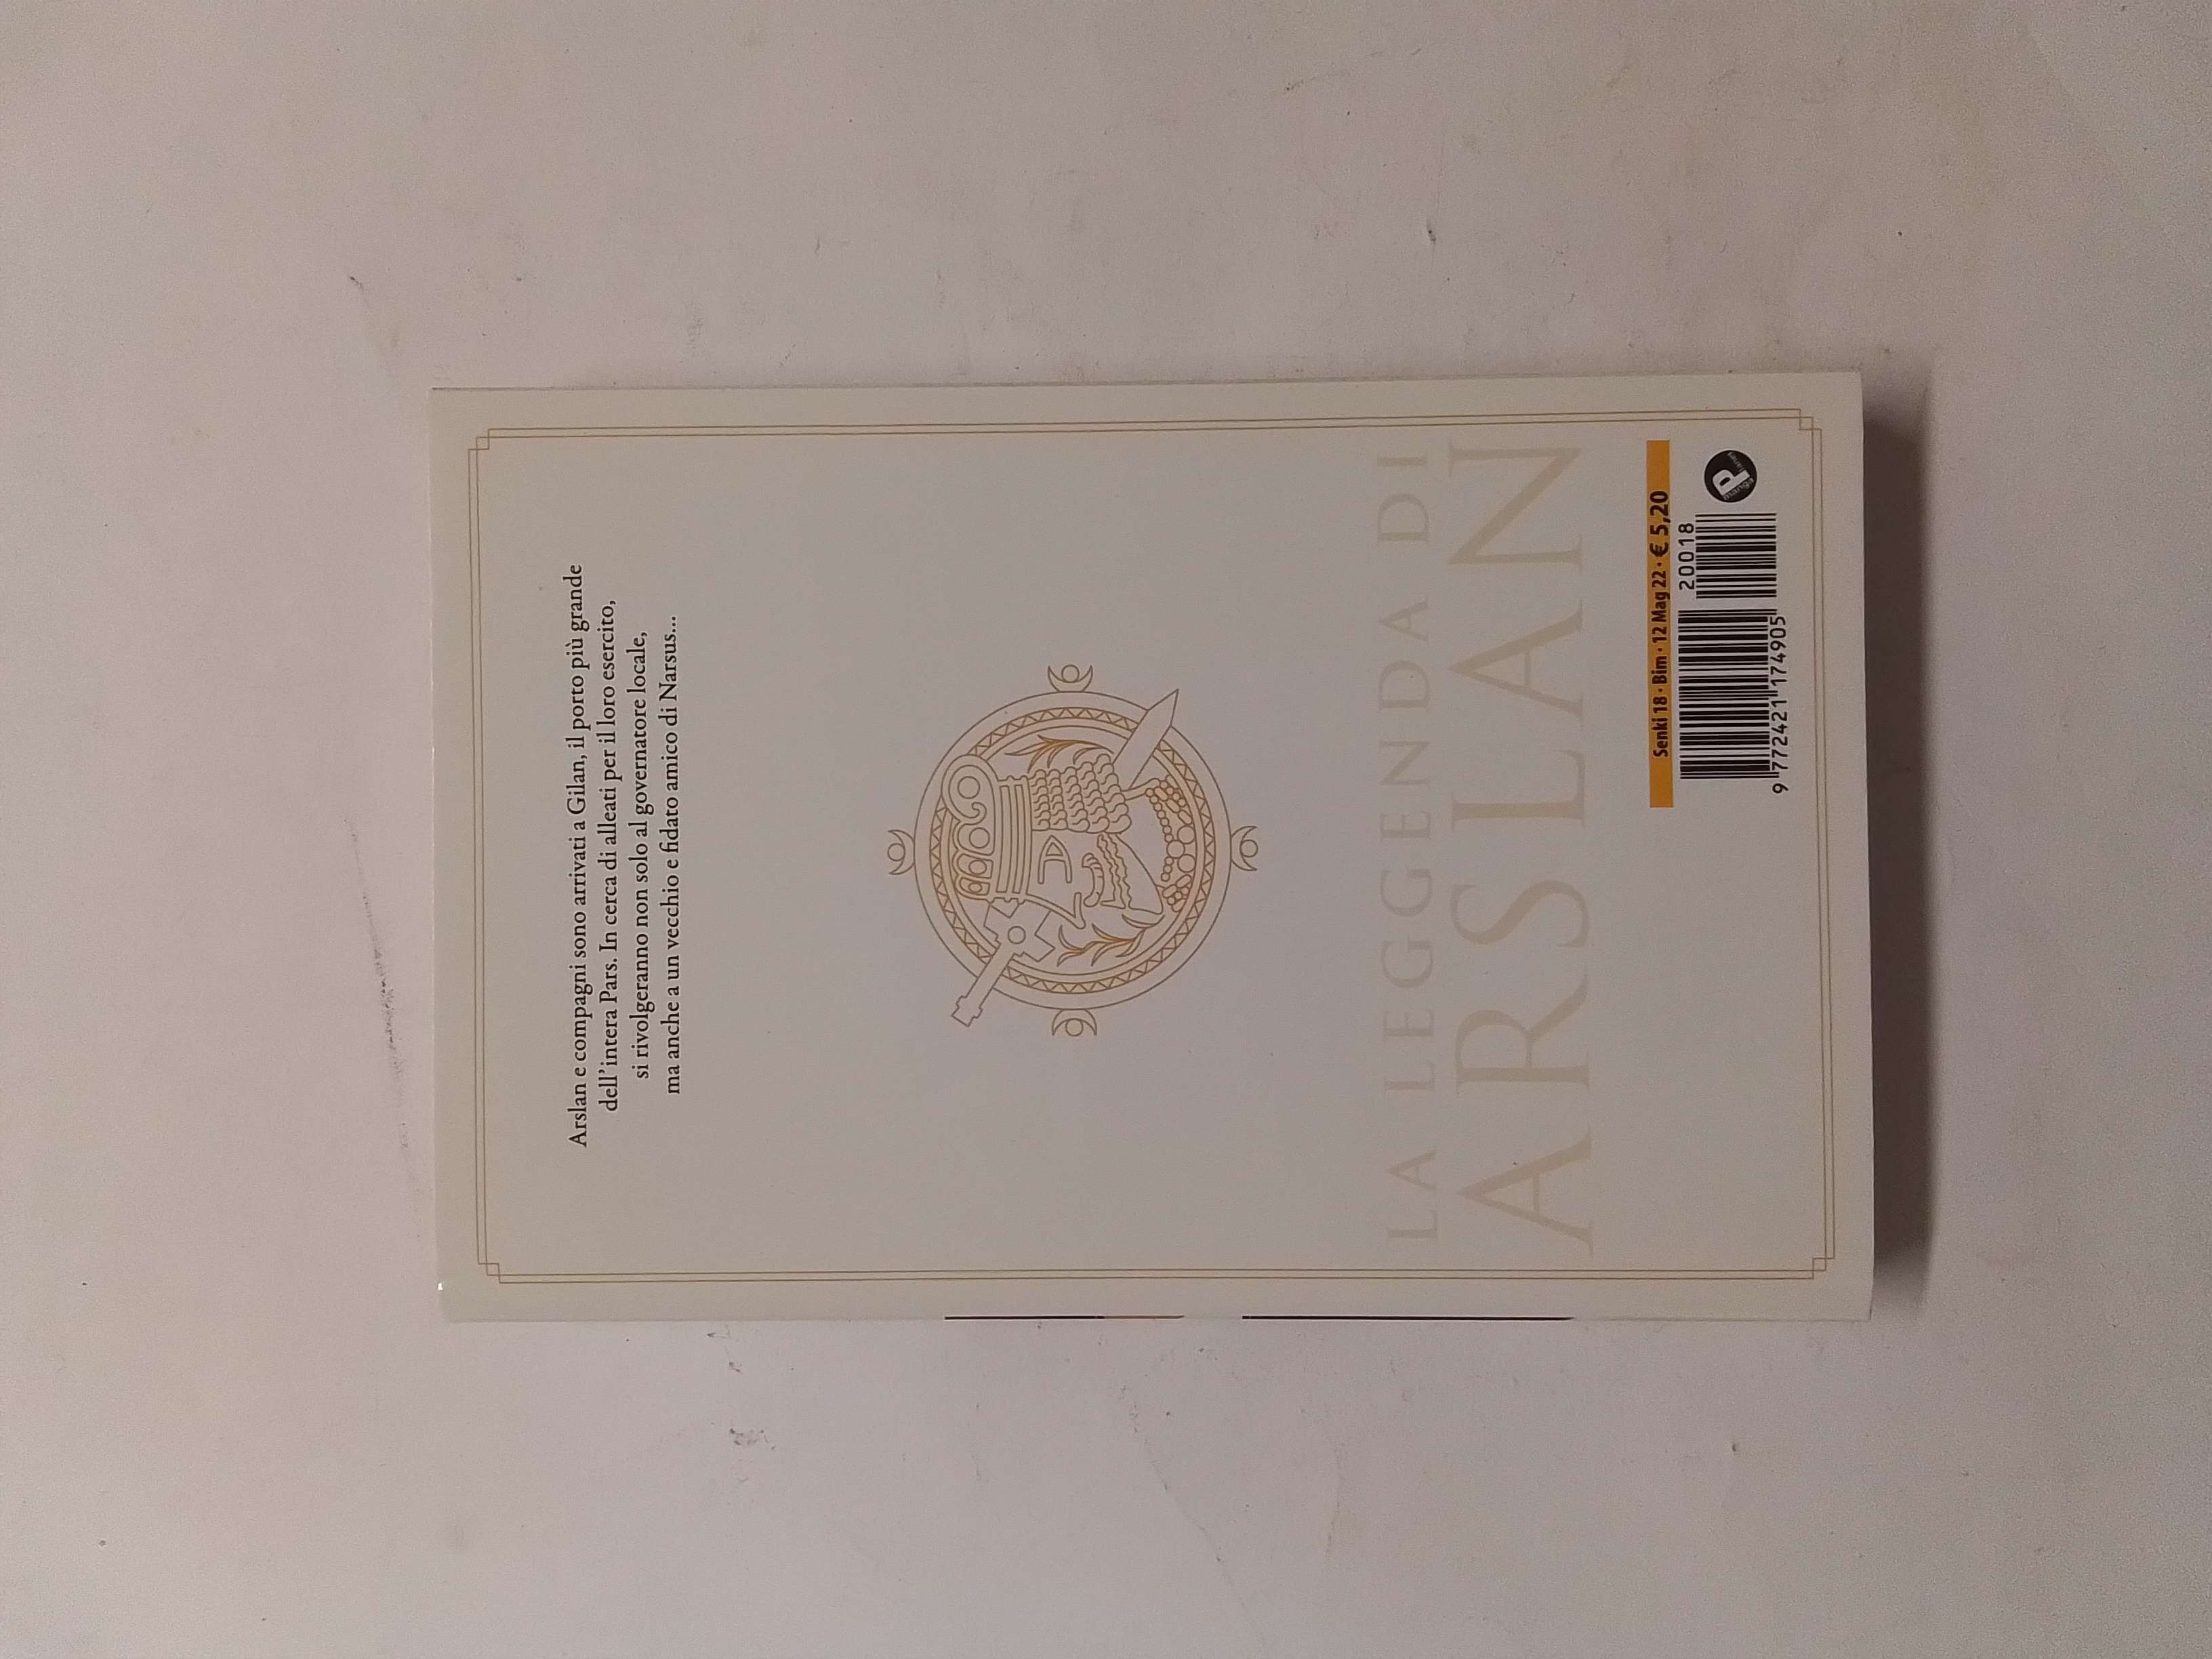 Arslan e compagni sono arrivati a Gilan, il porto più grande
dell'intera Pars. In cerca di alleati per il loro esercito,
si rivolgeranno non solo al governatore locale,
ma anche a un vecchio e fidato amico di Narsus...
LA LEGGENDA DI
ARSLAN
Senki 18 · Bim · 12 Mag 22 · € 5,20
20018
9 772421 174905
P